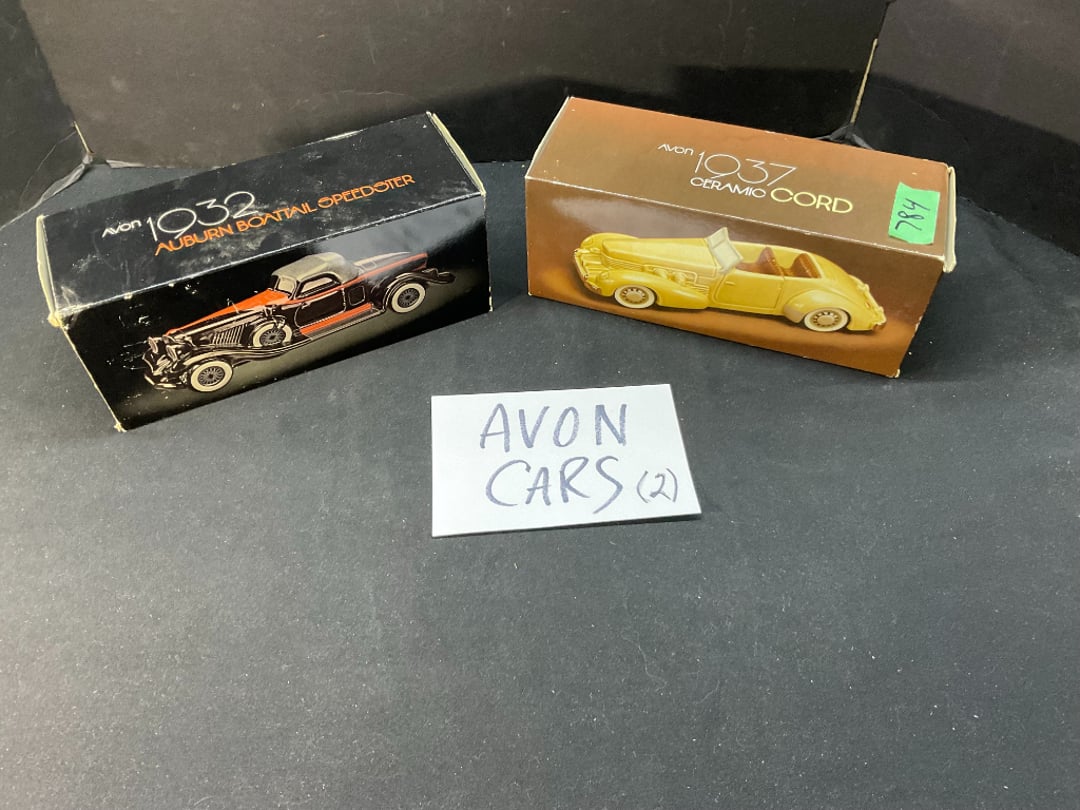 AVON 1932
AUBURN BOATTAIL SPEEDSTER
AVON 1937
CERAMIC CORD
784
AVON
CARS (2)